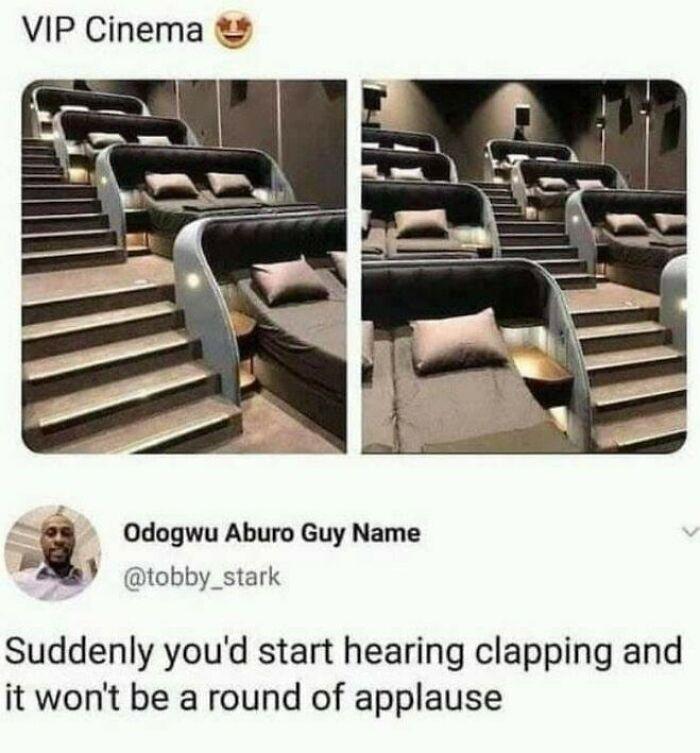 VIP Cinema 🤩
Odogwu Aburo Guy Name
@tobby_stark
Suddenly you'd start hearing clapping and
it won't be a round of applause